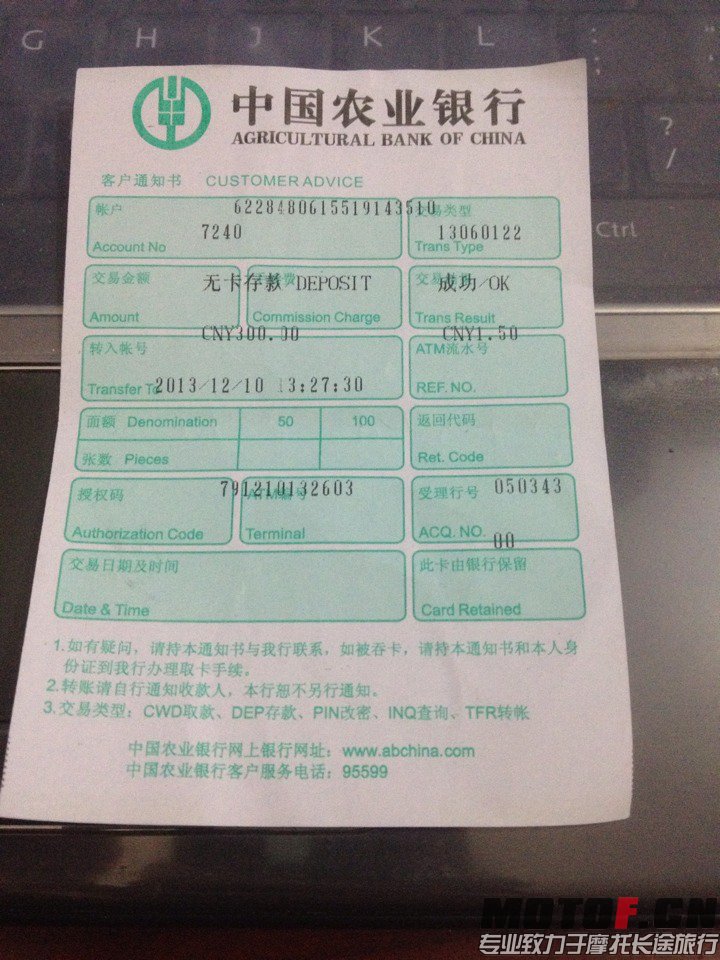 G H J K L : ; " '
? /
Ctrl
中国农业银行
AGRICULTURAL BANK OF CHINA
客户通知书 CUSTOMER ADVICE
帐户 6228480615519143510 交易类型
7240 13060122
Account No Trans Type
交易金额 无卡存款 DEPOSIT 成功/OK
Amount Commission Charge Trans Result
CNY300.00 CNY1.50
转入帐号 ATM流水号
Transfer To 2013/12/10 13:27:30 REF. NO.
面额 Denomination 50 100 返回代码
张数 Pieces Ret. Code
授权码 791210132603 受理行号 050343
Authorization Code Terminal ACQ. NO.
00
交易日期及时间 此卡由银行保留
Date & Time Card Retained
1.如有疑问，请持本通知书与我行联系，如被吞卡，请持本通知书和本人身
份证到我行办理取卡手续。
2.转账请自行通知收款人，本行恕不另行通知。
3.交易类型：CWD取款、DEP存款、PIN改密、INQ查询、TFR转帐
中国农业银行网上银行网址：www.abchina.com
中国农业银行客户服务电话：95599
MOTOF.CN
专业致力于摩托长途旅行